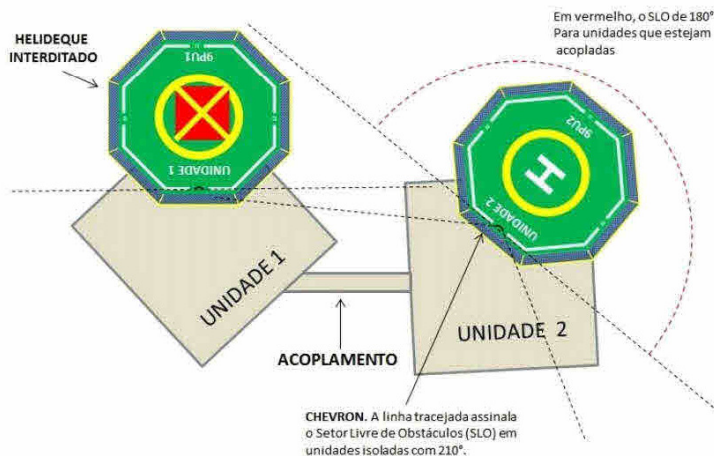 Em vermelho, o SLO de 180°
Para unidades que estejam
acopladas
HELIDEQUE
INTERDITADO
9PU1
UNIDADE 1
9PU2
H
UNIDADE 2
UNIDADE 1
UNIDADE 2
ACOPLAMENTO
CHEVRON. A linha tracejada assinala
o Setor Livre de Obstáculos (SLO) em
unidades isoladas com 210°.